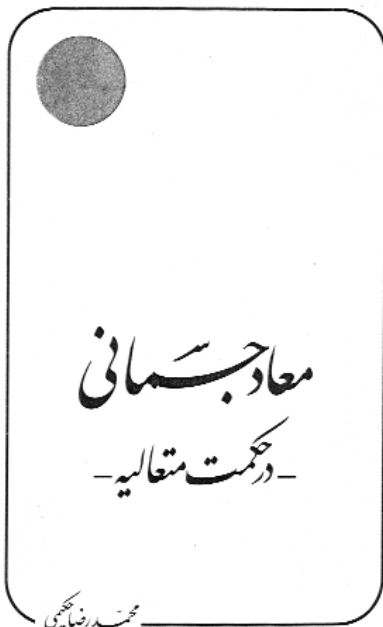 معاد جسمانی
– در حکمت متعالیه –
محمدرضا حکیمی